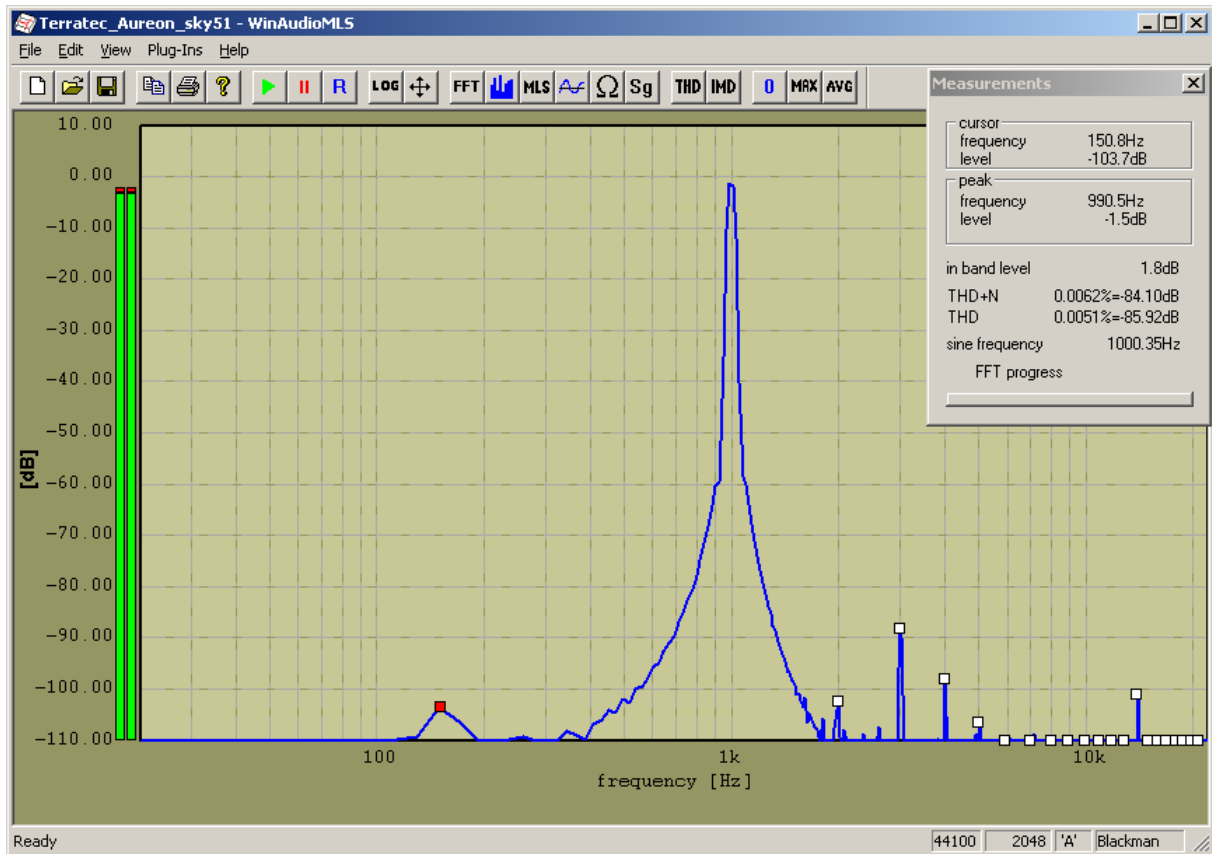 Terratec_Aureon_sky51 - WinAudioMLS
File Edit View Plug-Ins Help
R LOG FFT MLS Ω Sg THD IMD 0 MAX AVG
Measurements
cursor
frequency 150.8Hz
level -103.7dB
peak
frequency 990.5Hz
level -1.5dB
in band level 1.8dB
THD+N 0.0062%=-84.10dB
THD 0.0051%=-85.92dB
sine frequency 1000.35Hz
FFT progress
10.00
0.00
-10.00
-20.00
-30.00
-40.00
-50.00
-60.00
-70.00
-80.00
-90.00
-100.00
-110.00
[dB]
100 1k 10k
frequency [Hz]
Ready 44100 2048 'A' Blackman